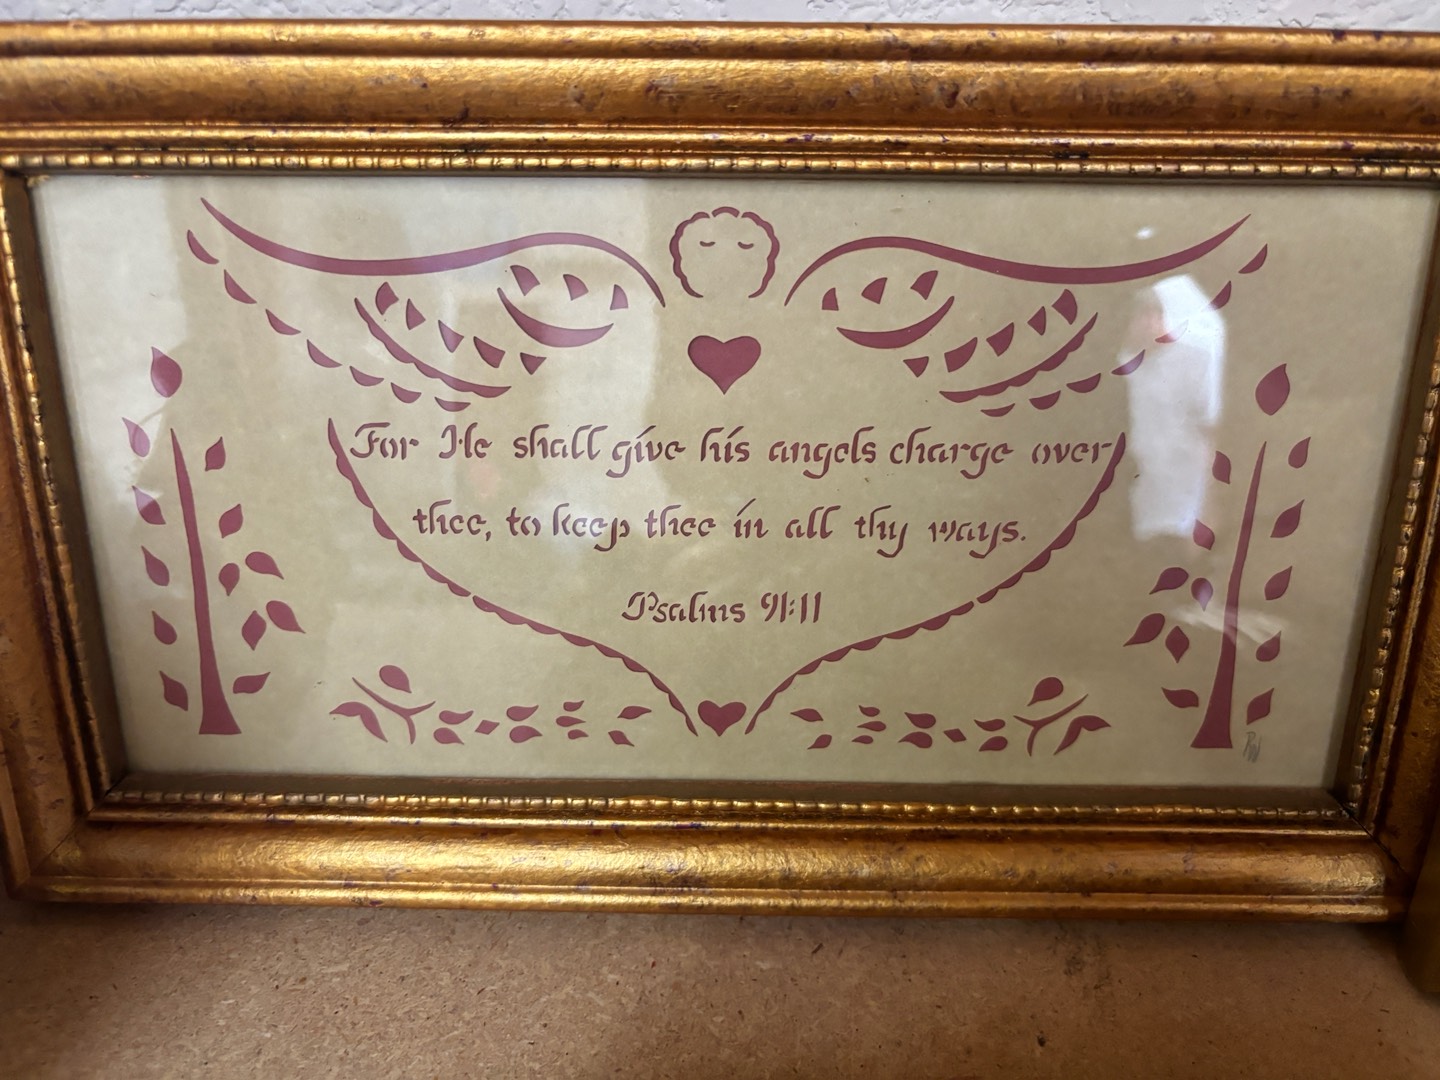 For He shall give his angels charge over
thee, to keep thee in all thy ways.
Psalms 91:11